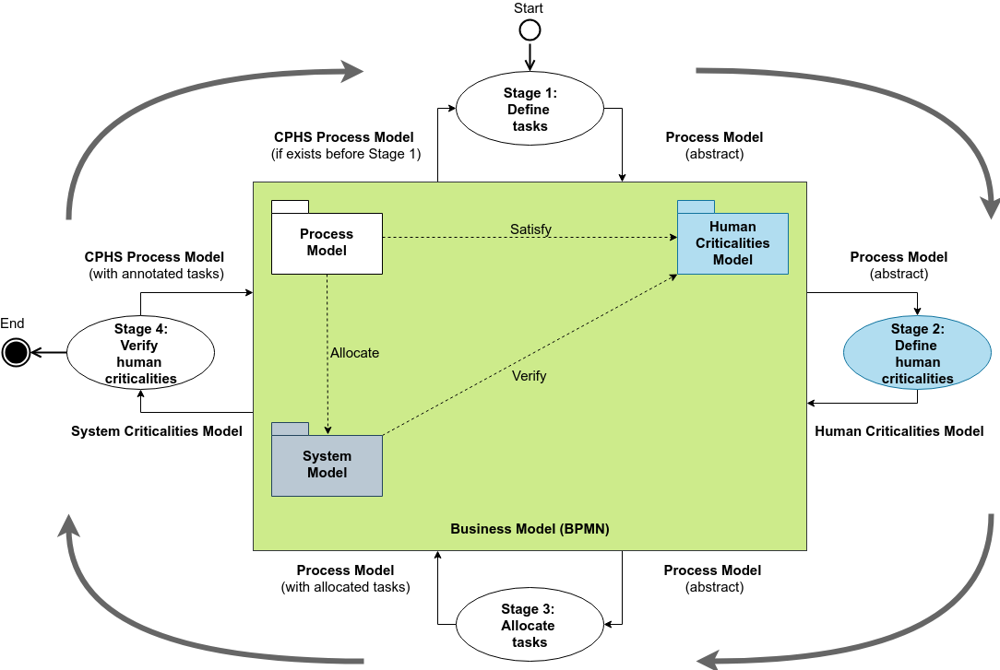 Start
Stage 1:
Define
tasks
CPHS Process Model
(if exists before Stage 1)
Process Model
(abstract)
Process
Model
Satisfy
Human
Criticalities
Model
CPHS Process Model
(with annotated tasks)
Process Model
(abstract)
End
Stage 4:
Verify
human
criticalities
Allocate
Verify
Stage 2:
Define
human
criticalities
System Criticalities Model
Human Criticalities Model
System
Model
Business Model (BPMN)
Process Model
(with allocated tasks)
Process Model
(abstract)
Stage 3:
Allocate
tasks